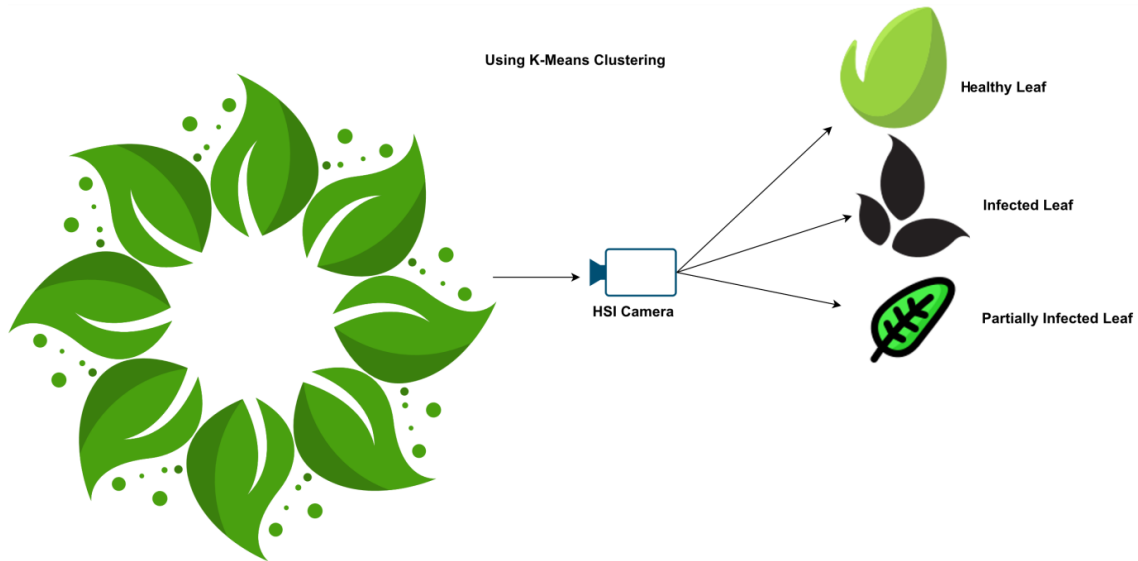 Using K-Means Clustering
Healthy Leaf
Infected Leaf
HSI Camera
Partially Infected Leaf